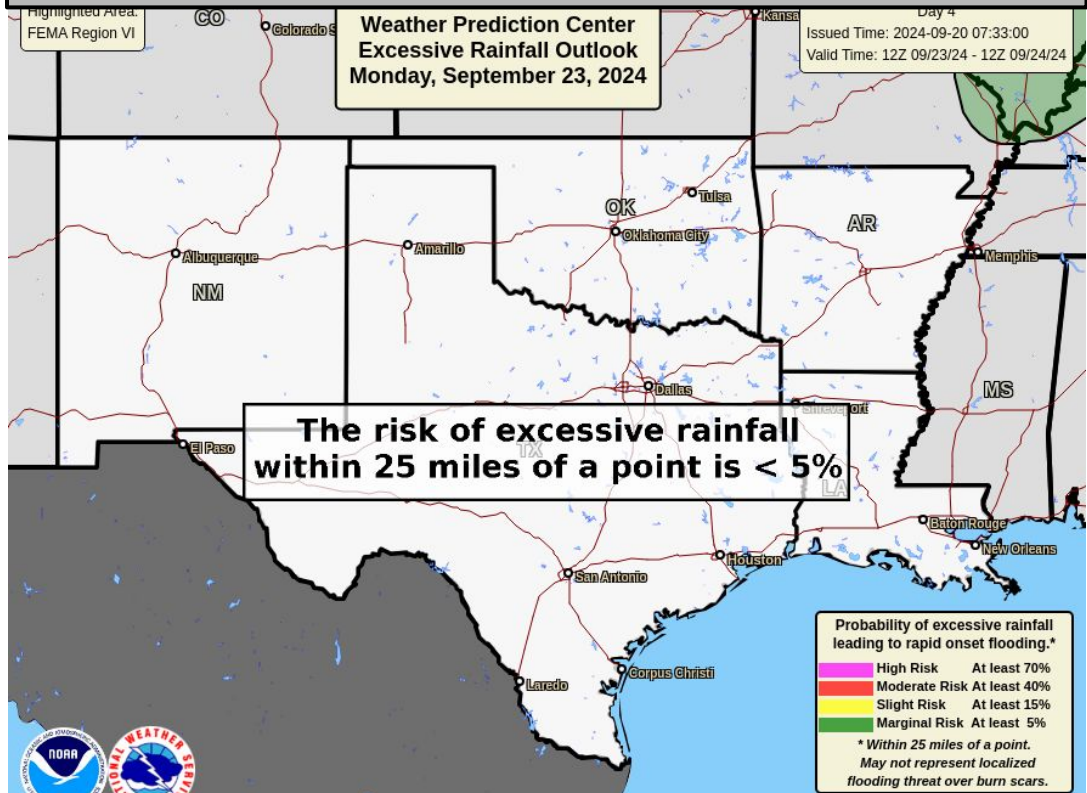 Highlighted Area:
FEMA Region VI
Weather Prediction Center
Excessive Rainfall Outlook
Monday, September 23, 2024
Day 4
Issued Time: 2024-09-20 07:33:00
Valid Time: 12Z 09/23/24 - 12Z 09/24/24
CO
Colorado S
Kansa
Tulsa
OK
Oklahoma City
AR
Amarillo
Albuquerque
Memphis
NM
Dallas
MS
Shreveport
The risk of excessive rainfall
within 25 miles of a point is < 5%
El Paso
TX
LA
Baton Rouge
New Orleans
Houston
San Antonio
Corpus Christi
Laredo
Probability of excessive rainfall
leading to rapid onset flooding.*
High Risk At least 70%
Moderate Risk At least 40%
Slight Risk At least 15%
Marginal Risk At least 5%
* Within 25 miles of a point.
May not represent localized
flooding threat over burn scars.
NOAA